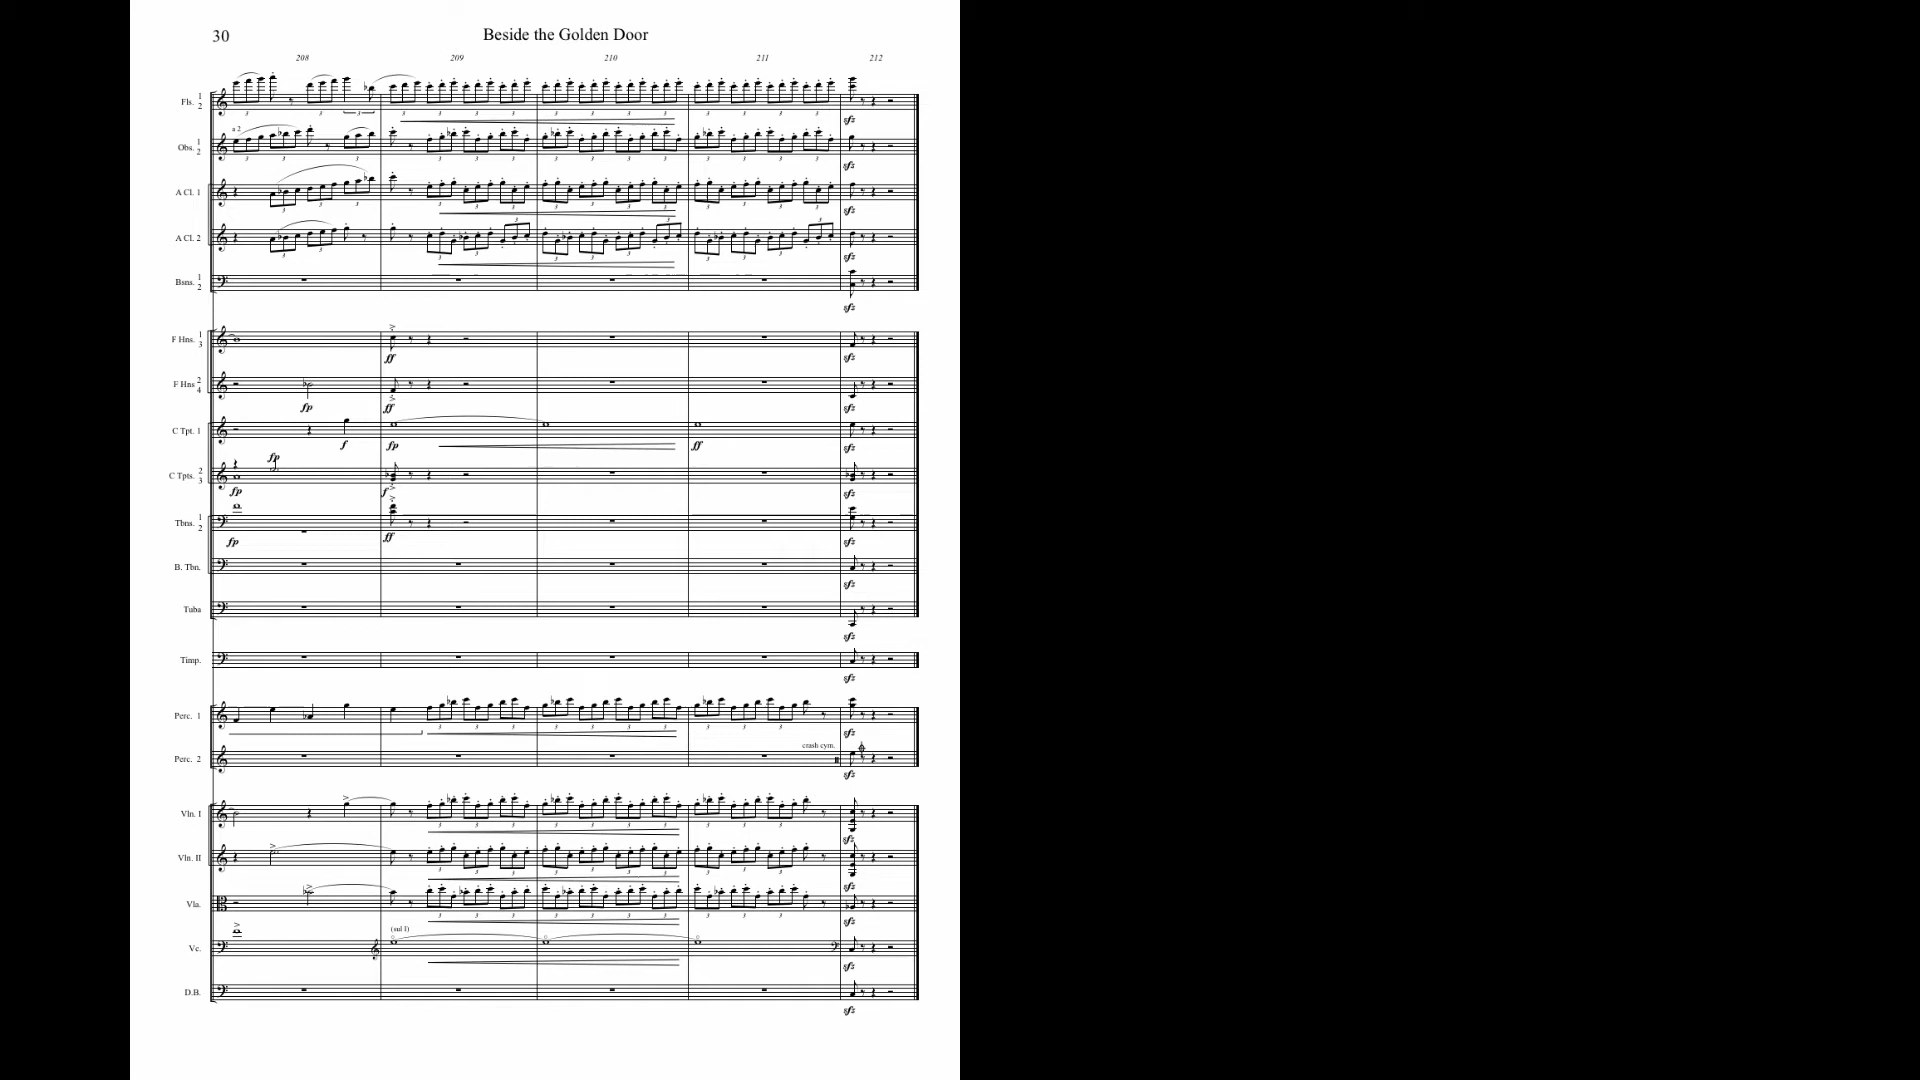 30
Beside the Golden Door
208 209 210 211 212
Fls. 1 2
sfz
a 2
Obs. 1 2
sfz
A Cl. 1
sfz
A Cl. 2
sfz
Bsns. 1 2
sfz
F Hns. 1 3
ff sfz
F Hns 2 4
fp ff sfz
C Tpt. 1
f fp ff sfz
fp
C Tpts. 2 3
fp f sfz
Tbns. 1 2
fp ff sfz
B. Tbn.
sfz
Tuba
sfz
Timp.
sfz
Perc. 1
sfz
crash cym.
Perc. 2
sfz
Vln. I
sfz
Vln. II
sfz
Vla.
sfz
(sul I)
Vc.
sfz
D.B.
sfz